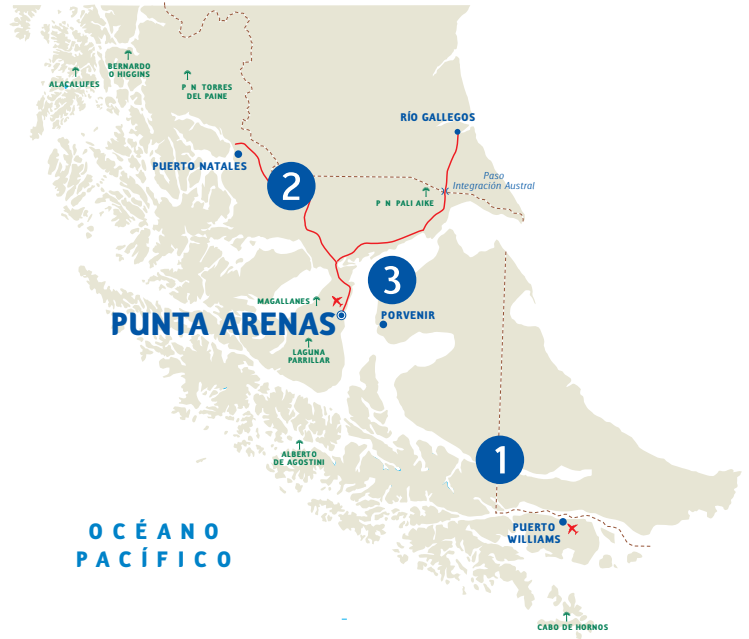 BERNARDO
O HIGGINS
ALAÇALUFES
P N TORRES
DEL PAINE
RÍO GALLEGOS
PUERTO NATALES
Paso
Integración Austral
2
P N PALI AIKE
3
MAGALLANES
PUNTA ARENAS
PORVENIR
LAGUNA
PARRILLAR
1
ALBERTO
DE AGOSTINI
OCÉANO
PACÍFICO
PUERTO
WILLIAMS
CABO DE HORNOS